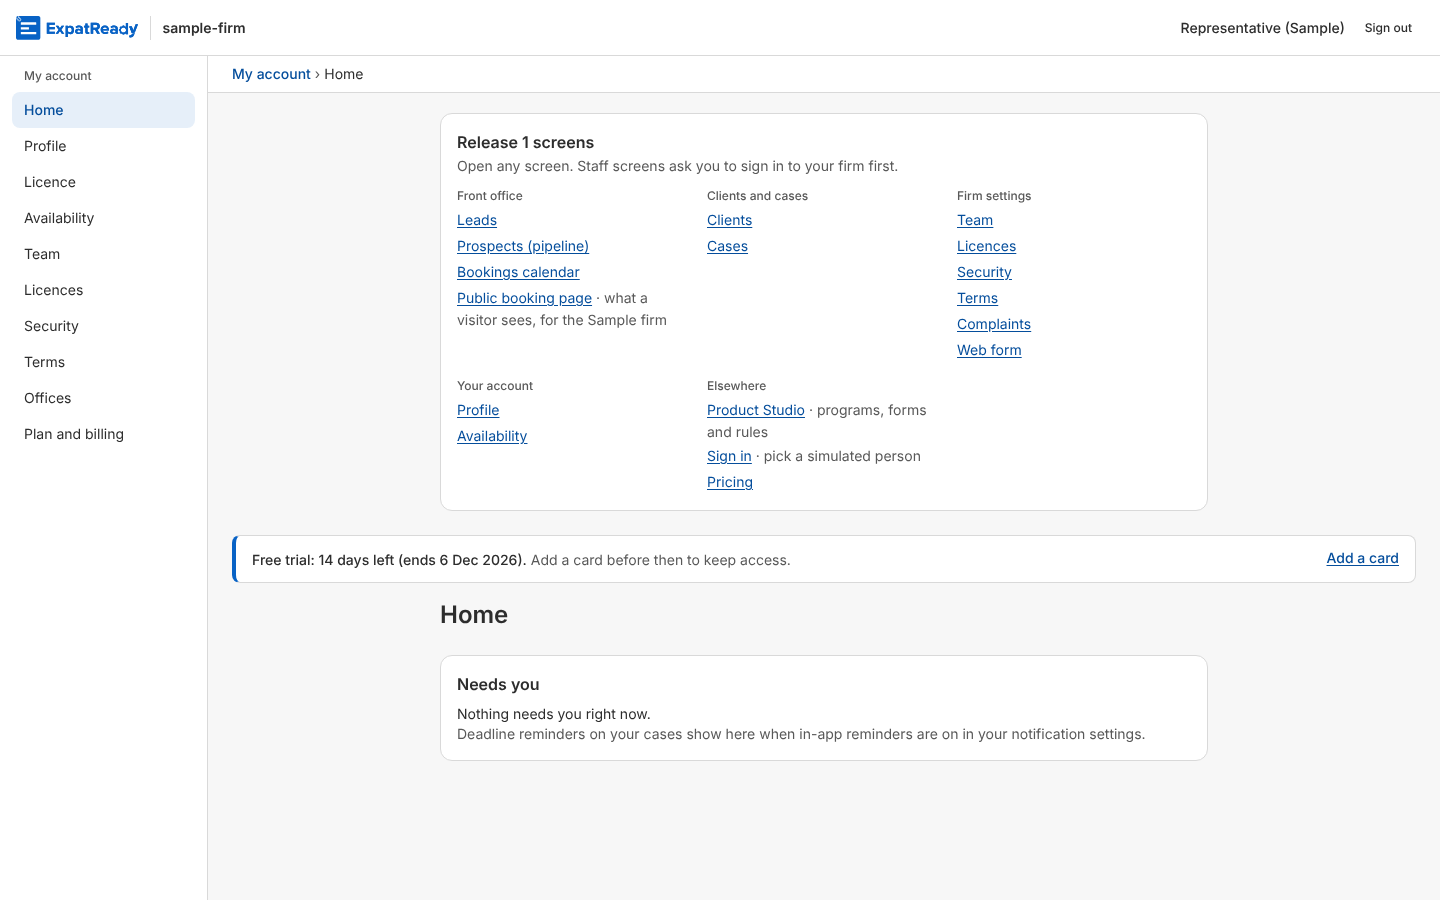 ExpatReady
sample-firm
Representative (Sample)
Sign out
My account
Home
Profile
Licence
Availability
Team
Licences
Security
Terms
Offices
Plan and billing
My account › Home
Release 1 screens
Open any screen. Staff screens ask you to sign in to your firm first.
Front office
Leads
Prospects (pipeline)
Bookings calendar
Public booking page · what a
visitor sees, for the Sample firm
Clients and cases
Clients
Cases
Firm settings
Team
Licences
Security
Terms
Complaints
Web form
Your account
Profile
Availability
Elsewhere
Product Studio · programs, forms
and rules
Sign in · pick a simulated person
Pricing
Free trial: 14 days left (ends 6 Dec 2026). Add a card before then to keep access.
Add a card
Home
Needs you
Nothing needs you right now.
Deadline reminders on your cases show here when in-app reminders are on in your notification settings.